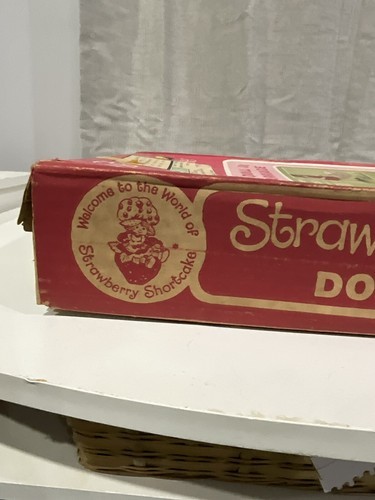 Welcome to the World of
Strawberry Shortcake
Straw
DO